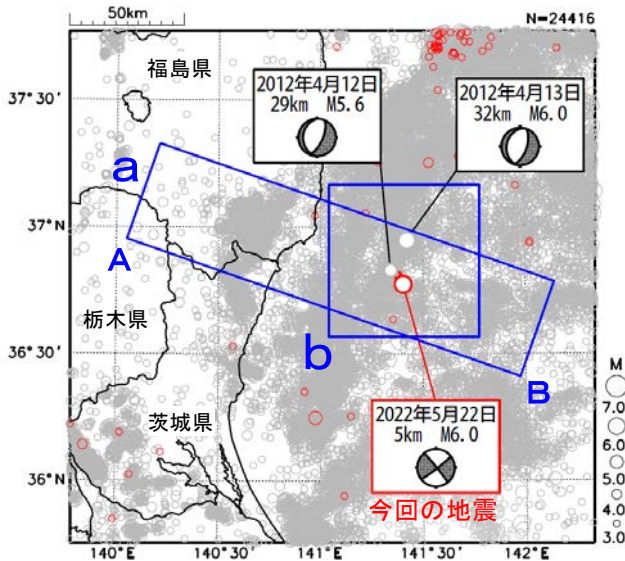 50km
N=24416
福島県
2012年4月12日
29km M5.6
2012年4月13日
32km M6.0
37°30'
a
37°N
A
栃木県
36°30'
b
B
茨城県
2022年5月22日
5km M6.0
今回の地震
36°N
M
7.0
6.0
5.0
4.0
3.0
140°E
140°30'
141°E
141°30'
142°E